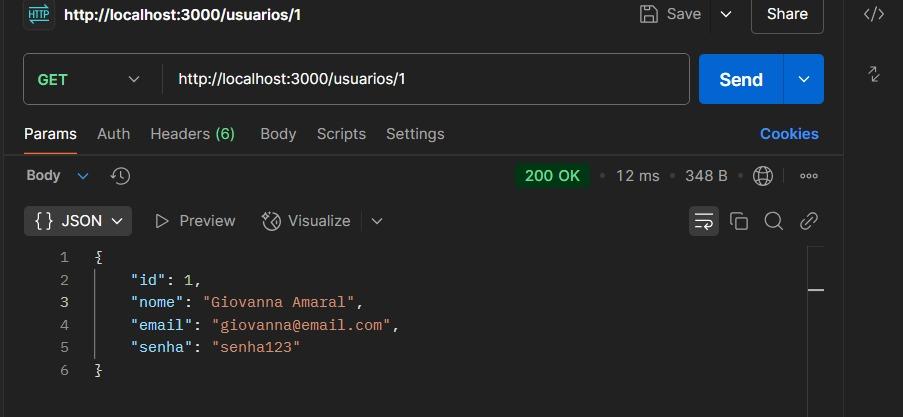 HTTP http://localhost:3000/usuarios/1 Save Share </>
GET http://localhost:3000/usuarios/1 Send
Params Auth Headers (6) Body Scripts Settings Cookies
Body 200 OK • 12 ms • 348 B •
{} JSON Preview Visualize
1 {
2 "id": 1,
3 "nome": "Giovanna Amaral",
4 "email": "giovanna@email.com",
5 "senha": "senha123"
6 }